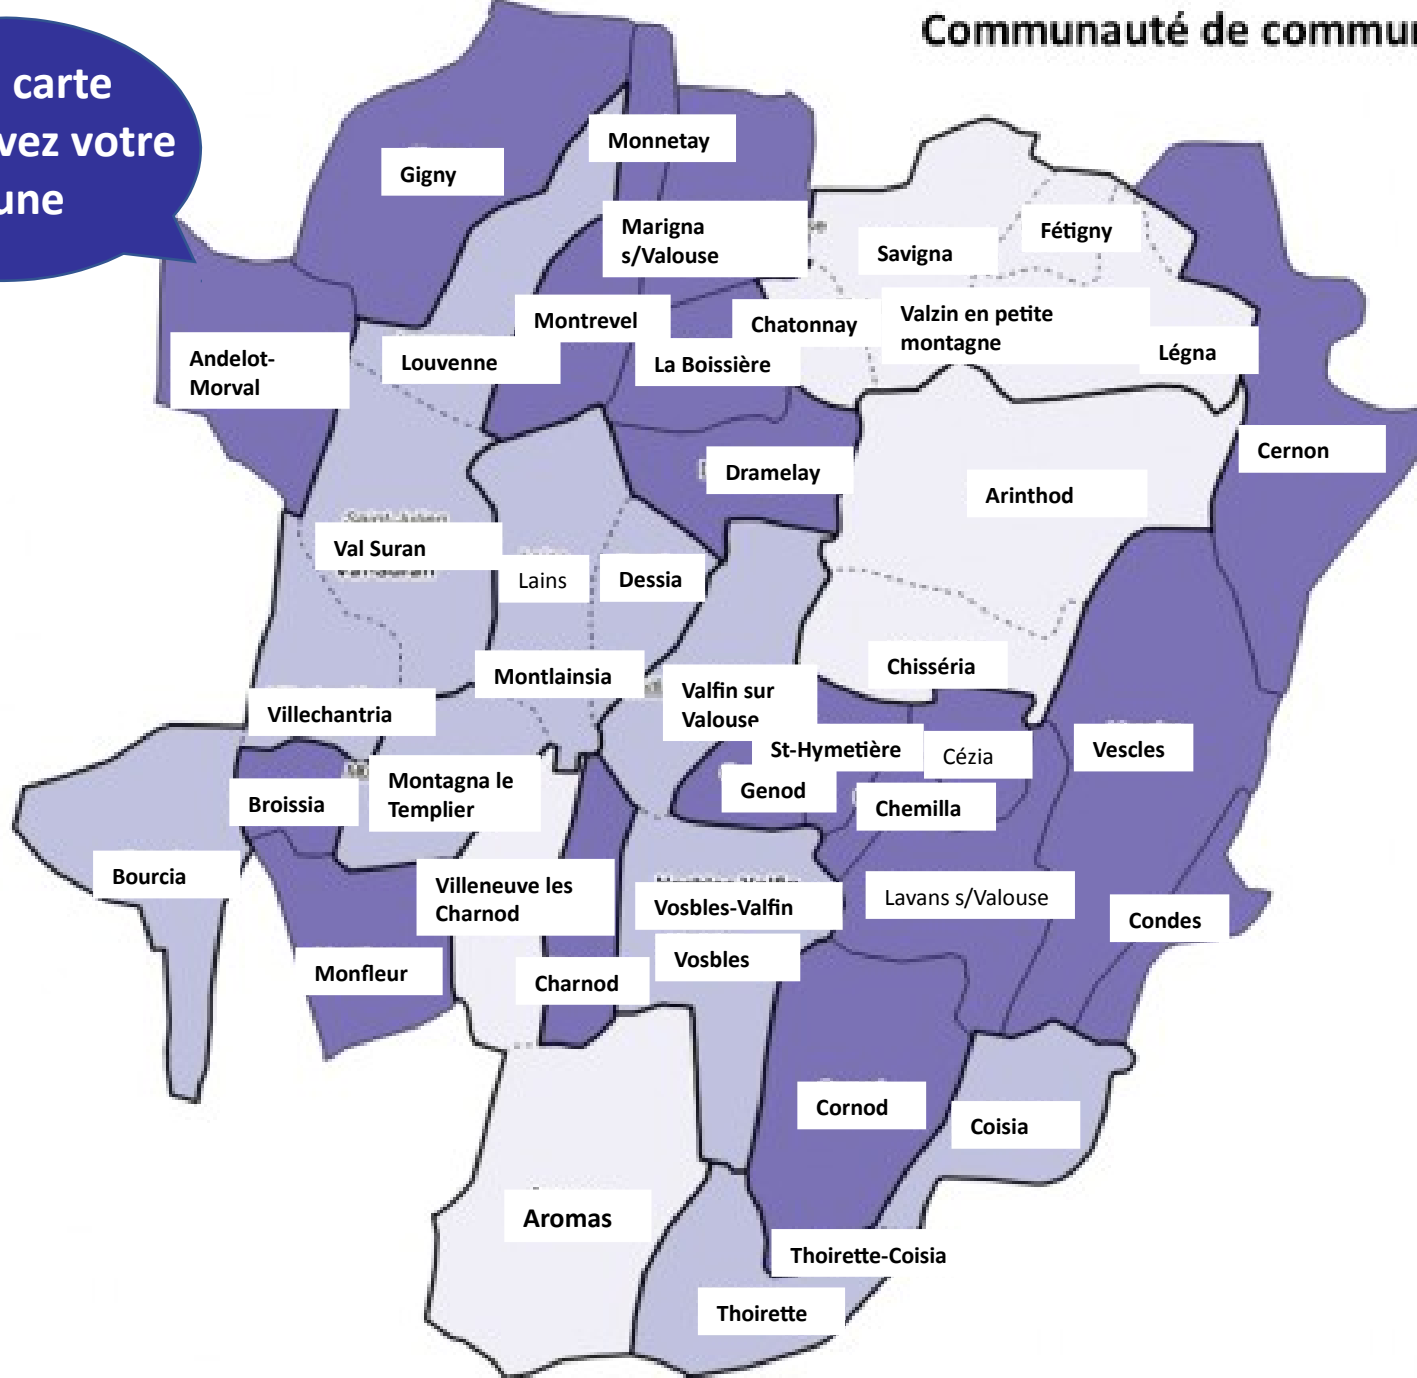 Communauté de commu
carte
vez votre
une
Monnetay
Gigny
Marigna
s/Valouse
Savigna
Fétigny
Montrevel
Chatonnay
Valzin en petite
montagne
Louvenne
La Boissière
Légna
Andelot-
Morval
Cernon
Dramelay
Arinthod
Val Suran
Lains
Dessia
Montlainsia
Chisséria
Valfin sur
Valouse
Villechantria
St-Hymetière
Cézia
Vescles
Montagna le
Templier
Genod
Broissia
Chemilla
Bourcia
Villeneuve les
Charnod
Vosbles-Valfin
Lavans s/Valouse
Condes
Vosbles
Monfleur
Charnod
Cornod
Coisia
Aromas
Thoirette-Coisia
Thoirette